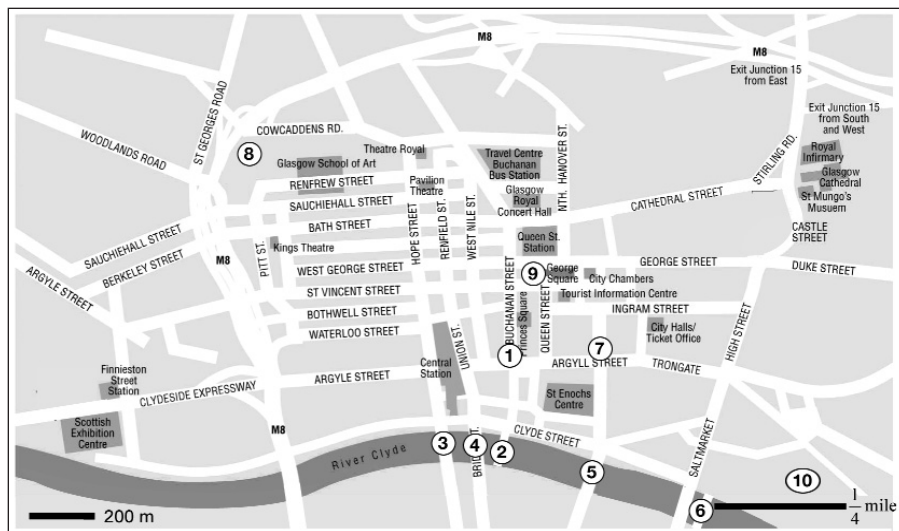 M8
M8
Exit Junction 15
from East
Exit Junction 15
from South
and West
ST GEORGES ROAD
WOODLANDS ROAD
COWCADDENS RD.
8
Theatre Royal
Glasgow School of Art
RENFREW STREET
Pavilion
Theatre
Travel Centre
Buchanan
Bus Station
Glasgow
Royal
Concert Hall
NTH. HANOVER ST.
STIRLING RD.
Royal
Infirmary
Glasgow
Cathedral
St Mungo's
Musuem
CATHEDRAL STREET
CASTLE
STREET
SAUCHIEHALL STREET
BATH STREET
HOPE STREET
RENFIELD ST.
WEST NILE ST.
SAUCHIEHALL STREET
BERKELEY STREET
ARGYLE STREET
M8
PITT ST.
Kings Theatre
Queen St.
Station
WEST GEORGE STREET
9
George
Square
GEORGE STREET
City Chambers
DUKE STREET
ST VINCENT STREET
Tourist Information Centre
BOTHWELL STREET
INGRAM STREET
WATERLOO STREET
BUCHANAN STREET
Princes Square
QUEEN STREET
City Halls/
Ticket Office
HIGH STREET
UNION ST.
1
7
Central
Station
ARGYLE STREET
ARGYLL STREET
TRONGATE
Finnieston
Street
Station
CLYDESIDE EXPRESSWAY
St Enochs
Centre
Scottish
Exhibition
Centre
M8
CLYDE STREET
SALTMARKET
River Clyde
3
4
2
5
6
10
200 m
1
4
mile